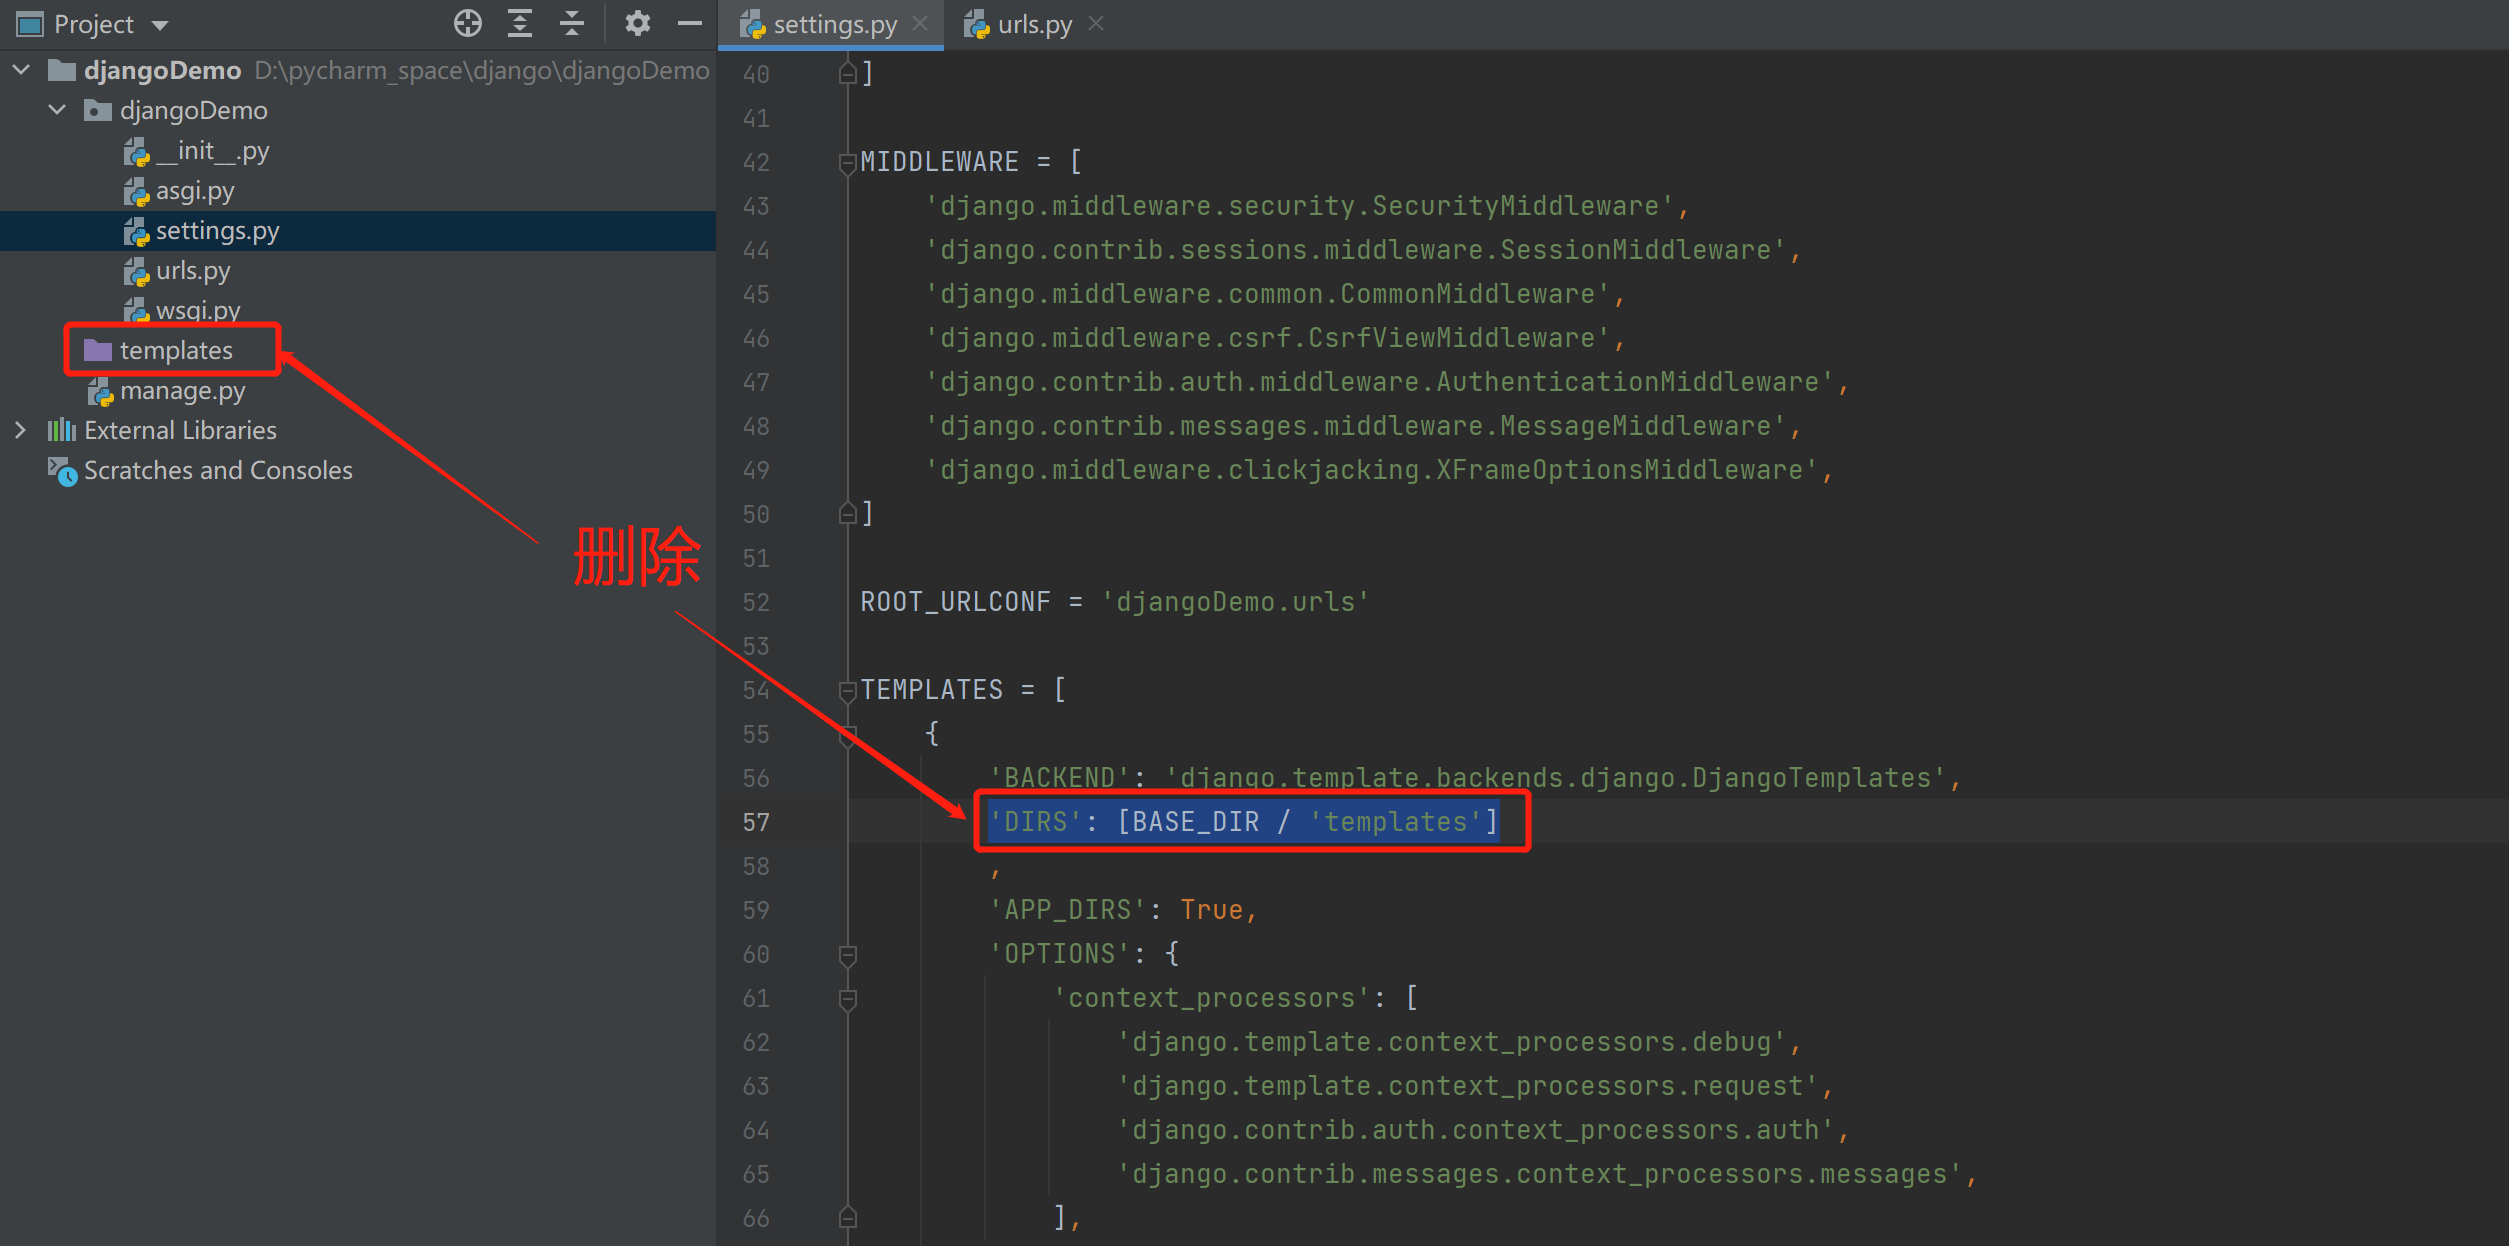 Project
djangoDemo D:\pycharm_space\django\djangoDemo
djangoDemo
__init__.py
asgi.py
settings.py
urls.py
wsgi.py
templates
manage.py
External Libraries
Scratches and Consoles
删除
settings.py
urls.py
40 ]
41
42 MIDDLEWARE = [
43 'django.middleware.security.SecurityMiddleware',
44 'django.contrib.sessions.middleware.SessionMiddleware',
45 'django.middleware.common.CommonMiddleware',
46 'django.middleware.csrf.CsrfViewMiddleware',
47 'django.contrib.auth.middleware.AuthenticationMiddleware',
48 'django.contrib.messages.middleware.MessageMiddleware',
49 'django.middleware.clickjacking.XFrameOptionsMiddleware',
50 ]
51
52 ROOT_URLCONF = 'djangoDemo.urls'
53
54 TEMPLATES = [
55 {
56 'BACKEND': 'django.template.backends.django.DjangoTemplates',
57 'DIRS': [BASE_DIR / 'templates']
58 ,
59 'APP_DIRS': True,
60 'OPTIONS': {
61 'context_processors': [
62 'django.template.context_processors.debug',
63 'django.template.context_processors.request',
64 'django.contrib.auth.context_processors.auth',
65 'django.contrib.messages.context_processors.messages',
66 ],